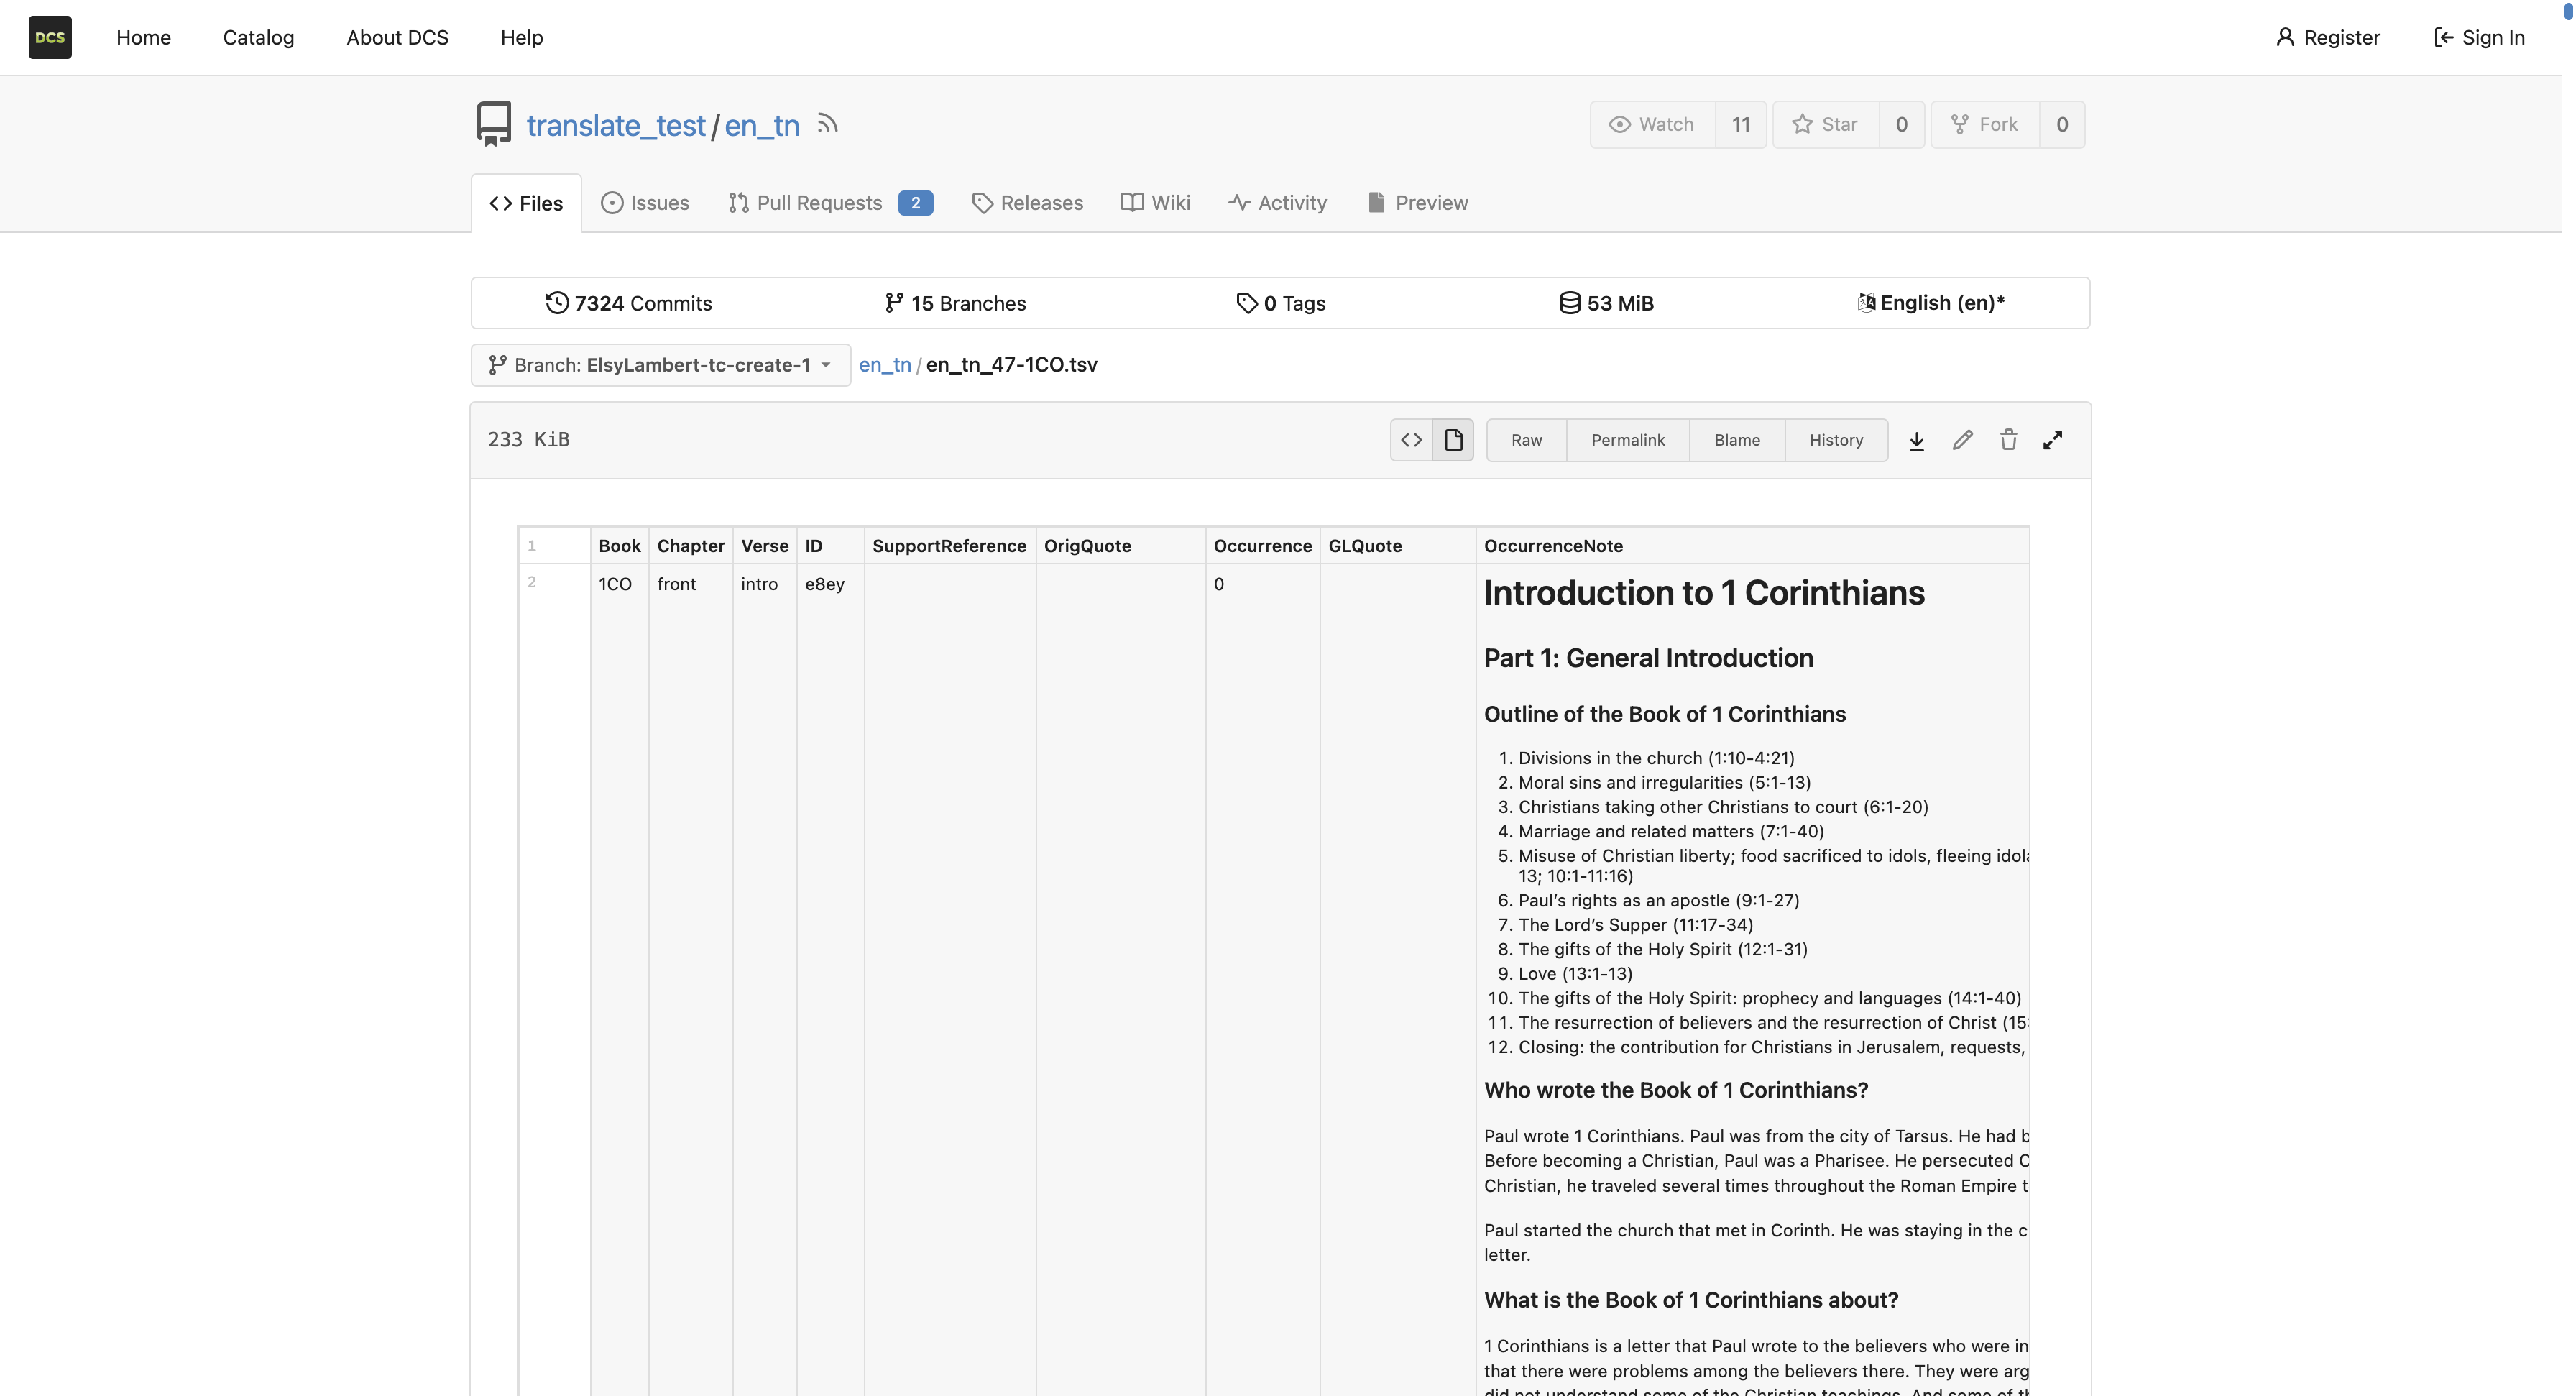 DCS Home Catalog About DCS Help Register Sign In
translate_test / en_tn Watch 11 Star 0 Fork 0
Files Issues Pull Requests 2 Releases Wiki Activity Preview
7324 Commits 15 Branches 0 Tags 53 MiB English (en)*
Branch: ElsyLambert-tc-create-1 en_tn / en_tn_47-1CO.tsv
233 KiB Raw Permalink Blame History
1 Book Chapter Verse ID SupportReference OrigQuote Occurrence GLQuote OccurrenceNote
2 1CO front intro e8ey 0 Introduction to 1 Corinthians
Part 1: General Introduction
Outline of the Book of 1 Corinthians
1. Divisions in the church (1:10-4:21)
2. Moral sins and irregularities (5:1-13)
3. Christians taking other Christians to court (6:1-20)
4. Marriage and related matters (7:1-40)
5. Misuse of Christian liberty; food sacrificed to idols, fleeing
13; 10:1-11:16)
6. Paul’s rights as an apostle (9:1-27)
7. The Lord’s Supper (11:17-34)
8. The gifts of the Holy Spirit (12:1-31)
9. Love (13:1-13)
10. The gifts of the Holy Spirit: prophecy and languages (14:1-40)
11. The resurrection of believers and the resurrection of Christ (15:
12. Closing: the contribution for Christians in Jerusalem, requests,
Who wrote the Book of 1 Corinthians?
Paul wrote 1 Corinthians. Paul was from the city of Tarsus. He had
Before becoming a Christian, Paul was a Pharisee. He persecuted
Christian, he traveled several times throughout the Roman Empire
Paul started the church that met in Corinth. He was staying in the
letter.
What is the Book of 1 Corinthians about?
1 Corinthians is a letter that Paul wrote to the believers who were in
that there were problems among the believers there. They were
did not understand some of the Christian teachings. And some of